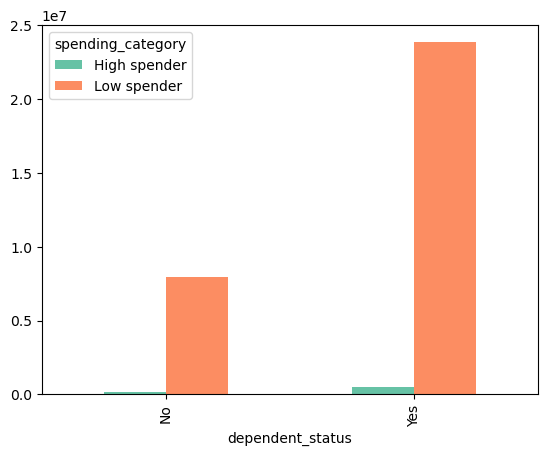 1e7
2.5
2.0
1.5
1.0
0.5
0.0
spending_category
High spender
Low spender
No
Yes
dependent_status